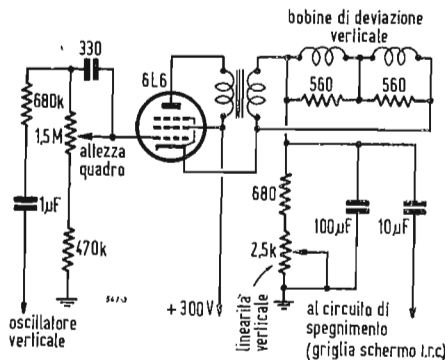 bobine di deviazione
verticale
330
6L6
560
560
680k
1,5M
altezza
quadro
1µF
680
100µF
10µF
2,5k
470k
linearità
verticale
+300V
oscillatore
verticale
al circuito di
spegnimento
(griglia schermo t.r.c)